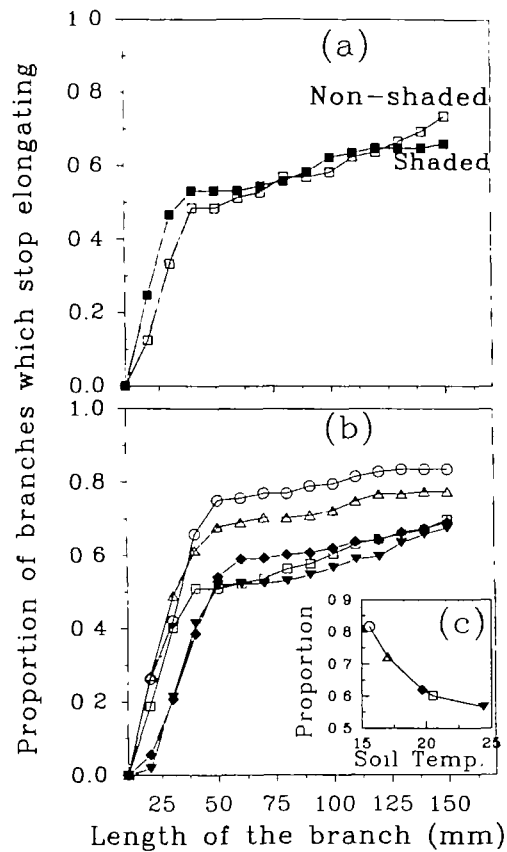 Proportion of branches which stop elongating
1 0
0 8
0 6
0 4
0 2
0.0
(a)
Non-shaded
Shaded
1.0
0.8
0.6
0.4
0.2
0.0
(b)
25 50 75 100 125 150
Length of the branch (mm)
(c)
Proportion
0 9
0 8
0.7
0 6
0 5
15 20 25
Soil Temp.